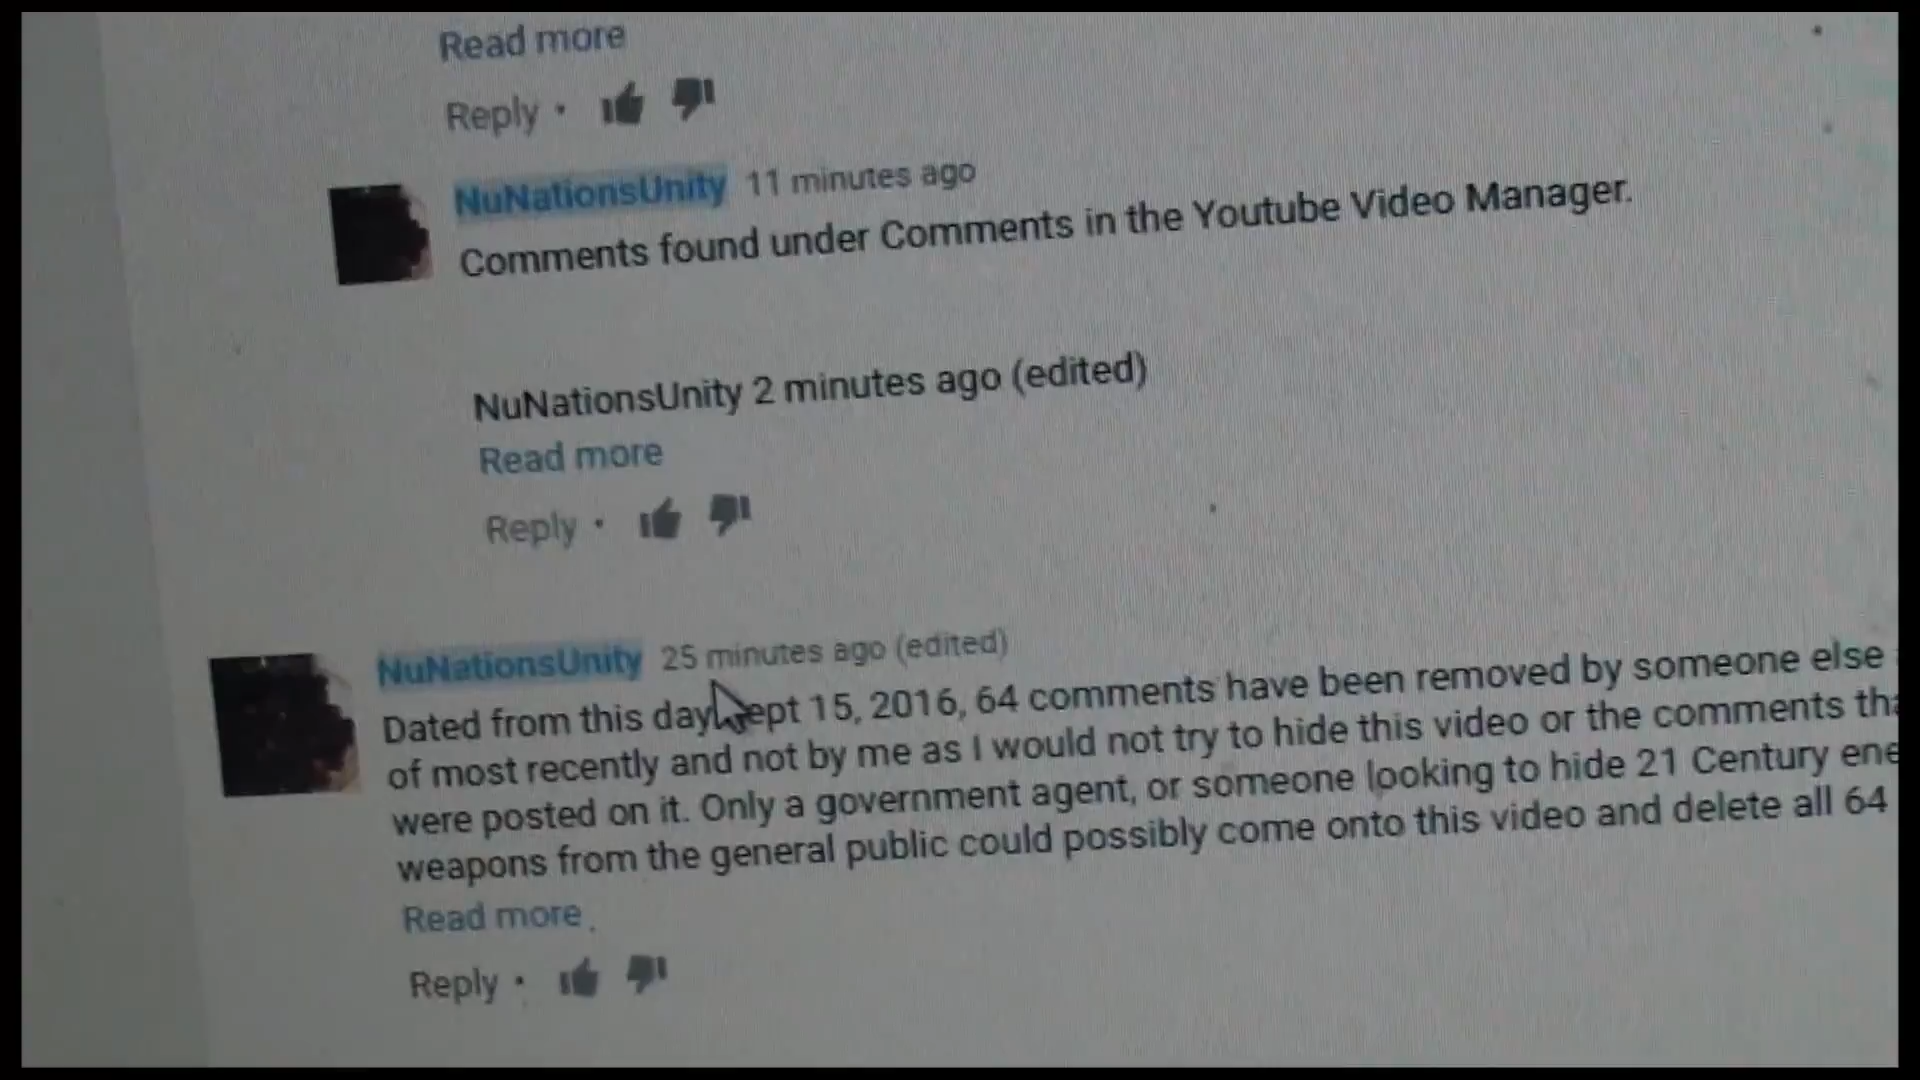 Read more
Reply •
NuNationsUnity 11 minutes ago
Comments found under Comments in the Youtube Video Manager.
NuNationsUnity 2 minutes ago (edited)
Read more
Reply •
NuNationsUnity 25 minutes ago (edited)
Dated from this day ept 15, 2016, 64 comments have been removed by someone else
of most recently and not by me as I would not try to hide this video or the comments tha
were posted on it. Only a government agent, or someone looking to hide 21 Century ene
weapons from the general public could possibly come onto this video and delete all 64
Read more
Reply •